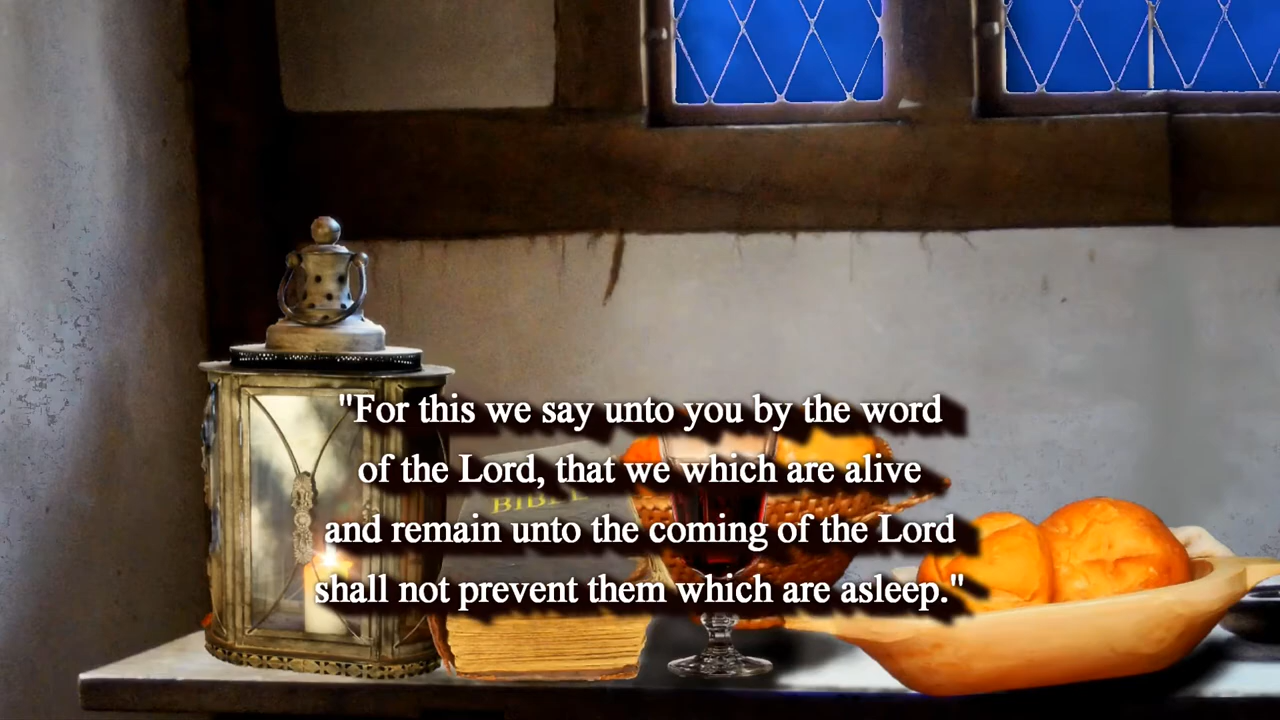 "For this we say unto you by the word
of the Lord, that we which are alive
and remain unto the coming of the Lord
shall not prevent them which are asleep."
BIBLE